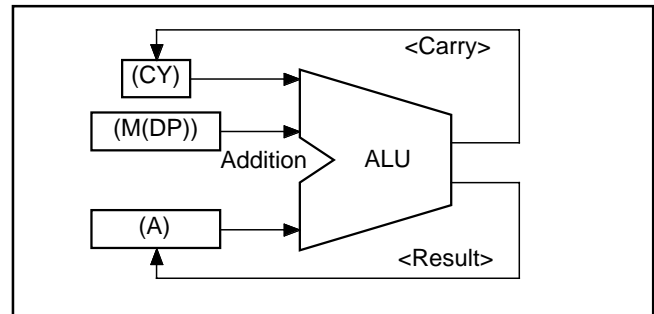 <Carry>
(CY)
(M(DP))
Addition
ALU
(A)
<Result>